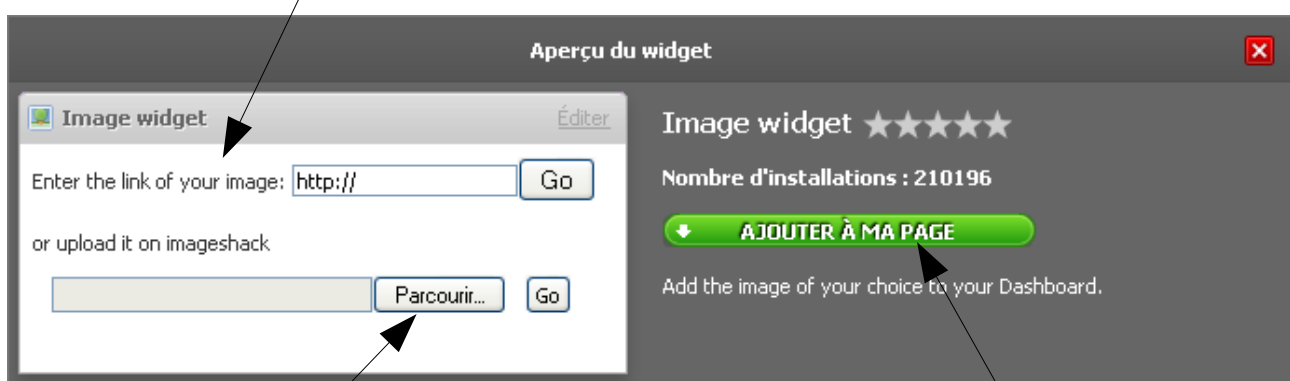 Aperçu du widget
Image widget
Éditer
Enter the link of your image: http:// Go
or upload it on imageshack
Parcourir... Go
Image widget
Nombre d'installations : 210196
AJOUTER À MA PAGE
Add the image of your choice to your Dashboard.